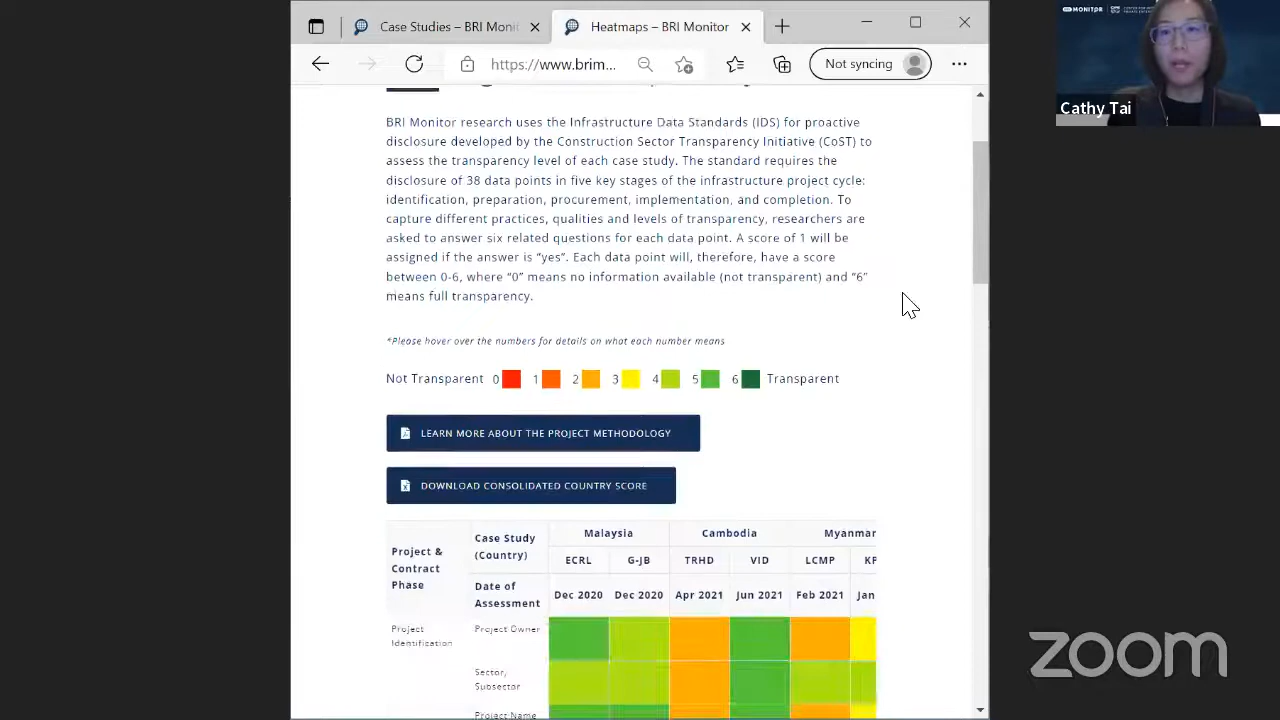 Case Studies – BRI Monit
Heatmaps – BRI Monitor
https://www.brim...
Not syncing
MONITOR
Cathy Tai
BRI Monitor research uses the Infrastructure Data Standards (IDS) for proactive
disclosure developed by the Construction Sector Transparency Initiative (CoST) to
assess the transparency level of each case study. The standard requires the
disclosure of 38 data points in five key stages of the infrastructure project cycle:
identification, preparation, procurement, implementation, and completion. To
capture different practices, qualities and levels of transparency, researchers are
asked to answer six related questions for each data point. A score of 1 will be
assigned if the answer is “yes”. Each data point will, therefore, have a score
between 0-6, where “0” means no information available (not transparent) and “6”
means full transparency.
*Please hover over the numbers for details on what each number means
Not Transparent 0 1 2 3 4 5 6 Transparent
LEARN MORE ABOUT THE PROJECT METHODOLOGY
DOWNLOAD CONSOLIDATED COUNTRY SCORE
Project &
Contract
Phase
Case Study
(Country)
Malaysia Cambodia Myanmar
ECRL G-JB TRHD VID LCMP KP
Date of
Assessment
Dec 2020 Dec 2020 Apr 2021 Jun 2021 Feb 2021 Jan
Project
Identification
Project Owner
Sector,
Subsector
Project Name
zoom